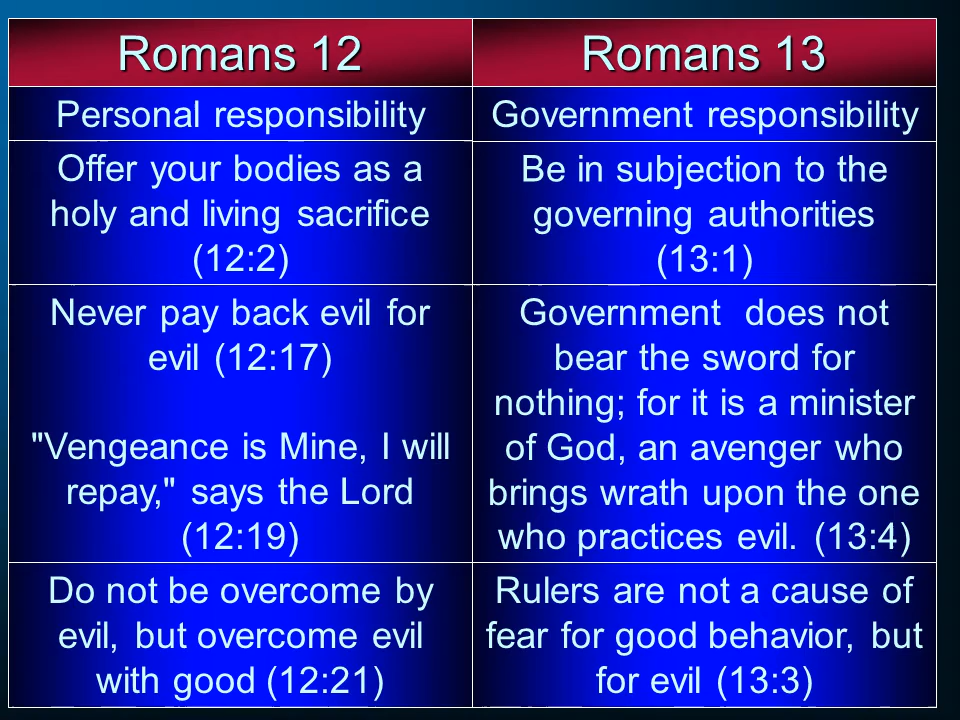 Romans 12
Romans 13
Personal responsibility
Government responsibility
Offer your bodies as a
holy and living sacrifice
(12:2)
Be in subjection to the
governing authorities
(13:1)
Never pay back evil for
evil (12:17)
"Vengeance is Mine, I will
repay," says the Lord
(12:19)
Government does not
bear the sword for
nothing; for it is a minister
of God, an avenger who
brings wrath upon the one
who practices evil. (13:4)
Do not be overcome by
evil, but overcome evil
with good (12:21)
Rulers are not a cause of
fear for good behavior, but
for evil (13:3)